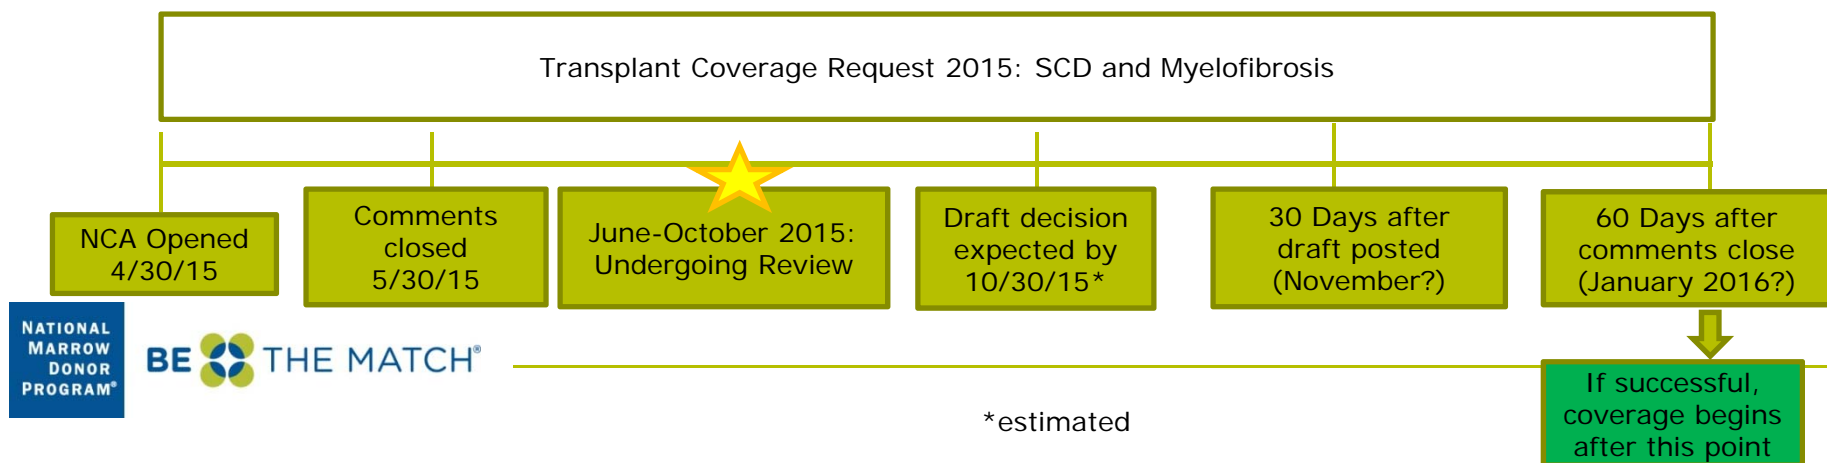 Transplant Coverage Request 2015: SCD and Myelofibrosis
NCA Opened
4/30/15
Comments
closed
5/30/15
June-October 2015:
Undergoing Review
Draft decision
expected by
10/30/15*
30 Days after
draft posted
(November?)
60 Days after
comments close
(January 2016?)
NATIONAL
MARROW
DONOR
PROGRAM®
BE THE MATCH®
*estimated
If successful,
coverage begins
after this point